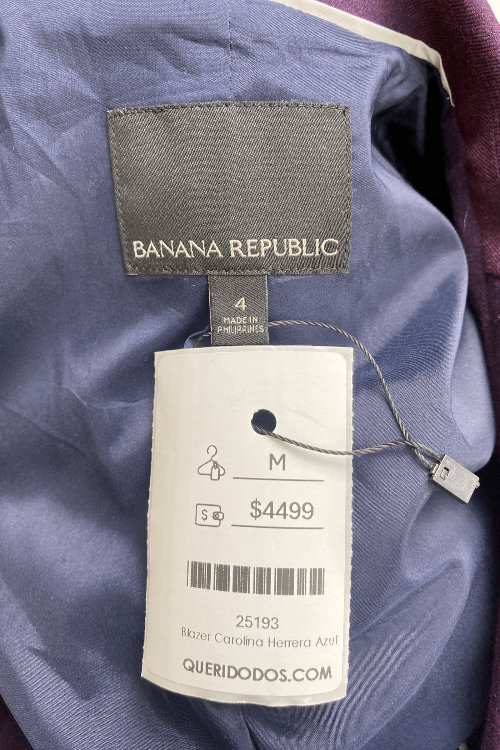 BANANA REPUBLIC
4
MADE IN
PHILIPPINES
M
$
$4499
25193
Blazer Carolina Herrera Azul
QUERIDODOS.COM